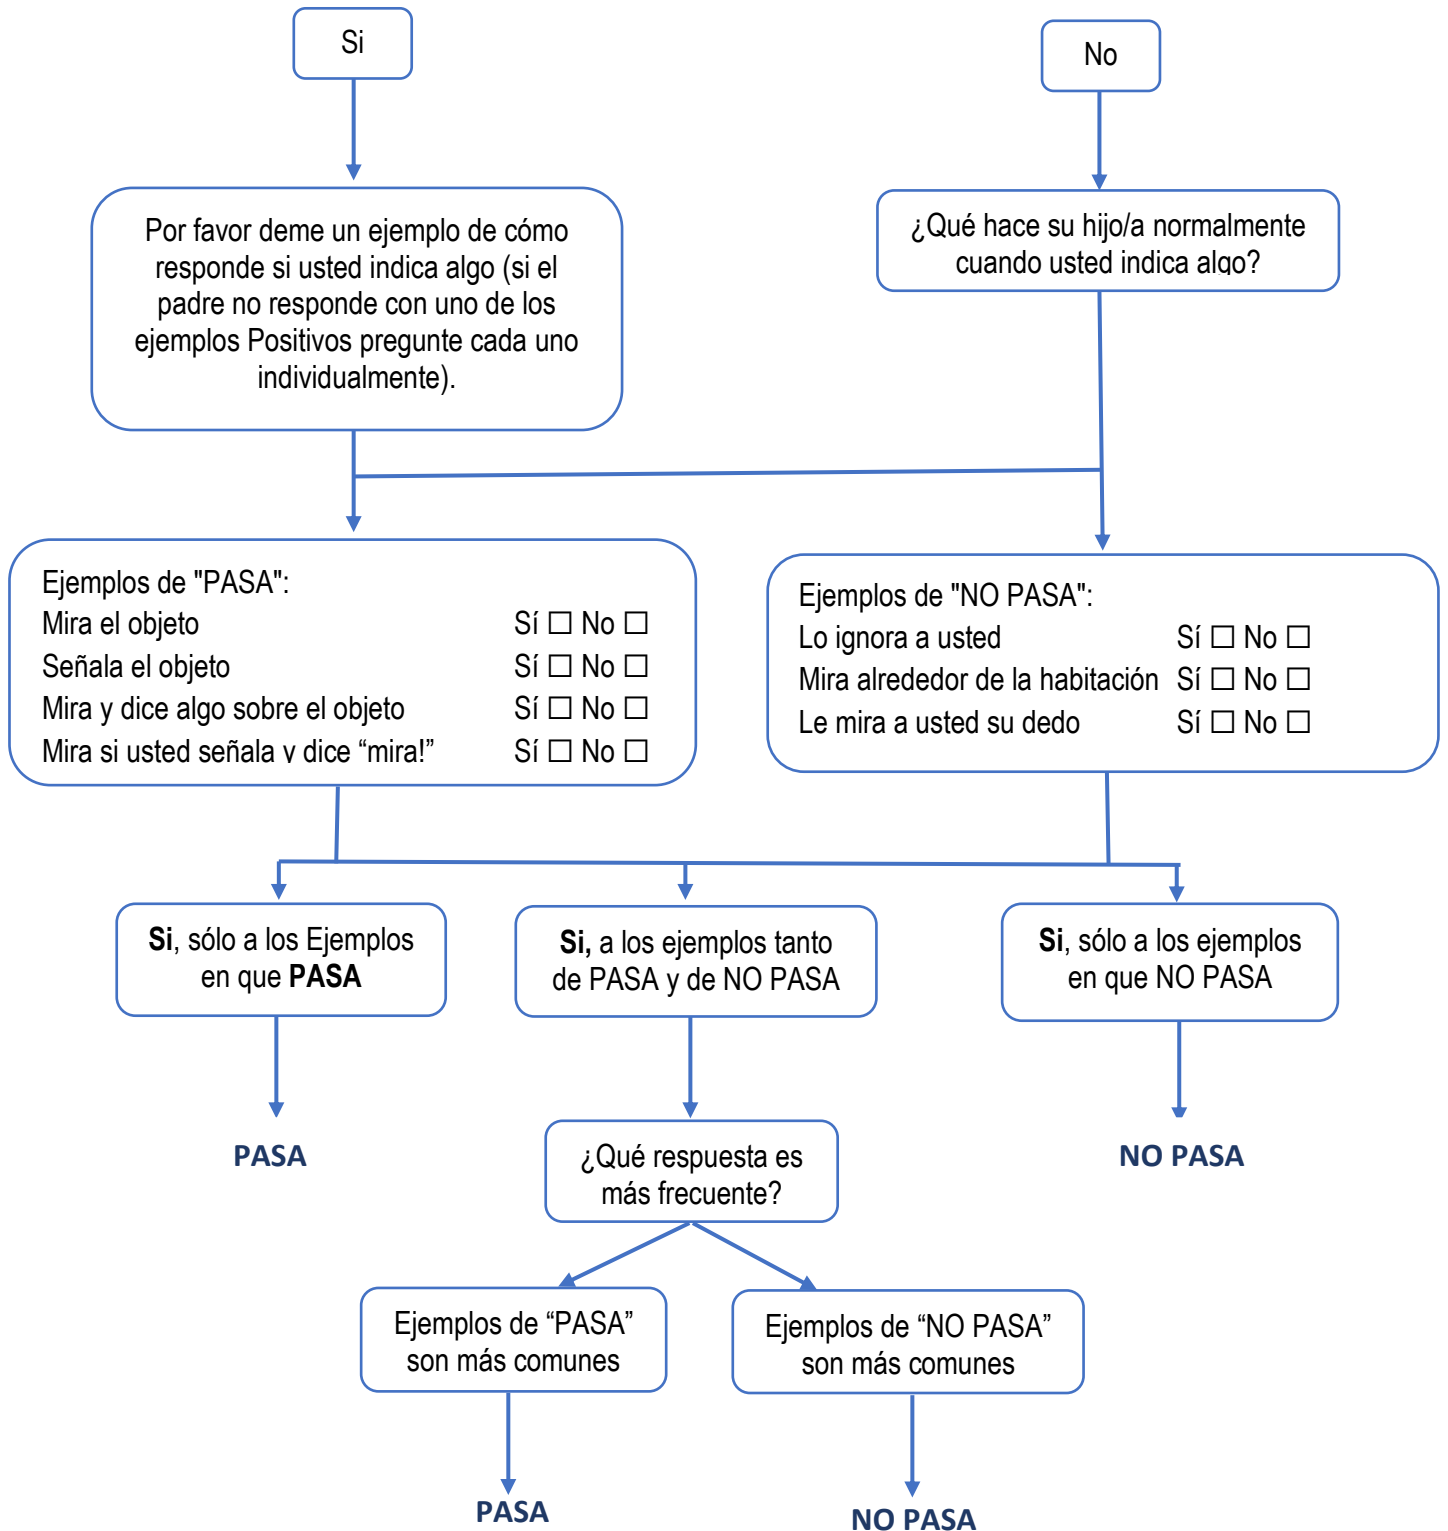 Si
No
Por favor deme un ejemplo de cómo
responde si usted indica algo (si el
padre no responde con uno de los
ejemplos Positivos pregunte cada uno
individualmente).
¿Qué hace su hijo/a normalmente
cuando usted indica algo?
Ejemplos de "PASA":
Mira el objeto Sí ☐ No ☐
Señala el objeto Sí ☐ No ☐
Mira y dice algo sobre el objeto Sí ☐ No ☐
Mira si usted señala y dice “mira!” Sí ☐ No ☐
Ejemplos de "NO PASA":
Lo ignora a usted Sí ☐ No ☐
Mira alrededor de la habitación Sí ☐ No ☐
Le mira a usted su dedo Sí ☐ No ☐
Si, sólo a los Ejemplos
en que PASA
Si, a los ejemplos tanto
de PASA y de NO PASA
Si, sólo a los ejemplos
en que NO PASA
PASA
¿Qué respuesta es
más frecuente?
NO PASA
Ejemplos de “PASA”
son más comunes
Ejemplos de “NO PASA”
son más comunes
PASA
NO PASA